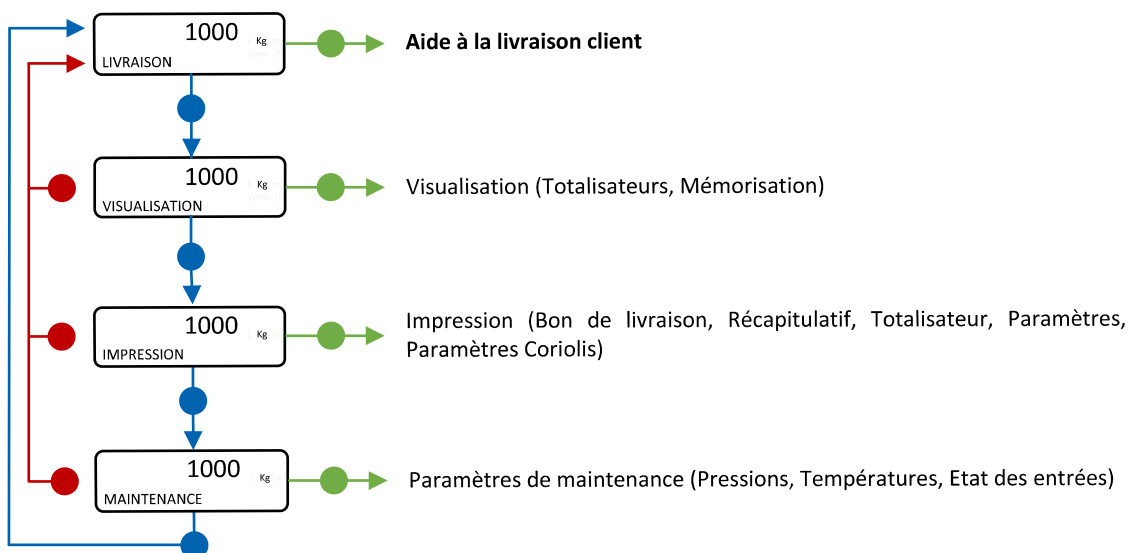 1000 Kg
LIVRAISON
Aide à la livraison client
1000 Kg
VISUALISATION
Visualisation (Totalisateurs, Mémorisation)
1000 Kg
IMPRESSION
Impression (Bon de livraison, Récapitulatif, Totalisateur, Paramètres,
Paramètres Coriolis)
1000 Kg
MAINTENANCE
Paramètres de maintenance (Pressions, Températures, Etat des entrées)